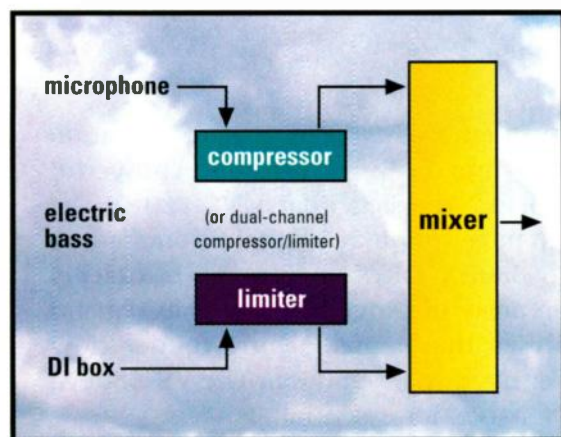 microphone
compressor
electric
bass
(or dual-channel
compressor/limiter)
mixer
limiter
DI box